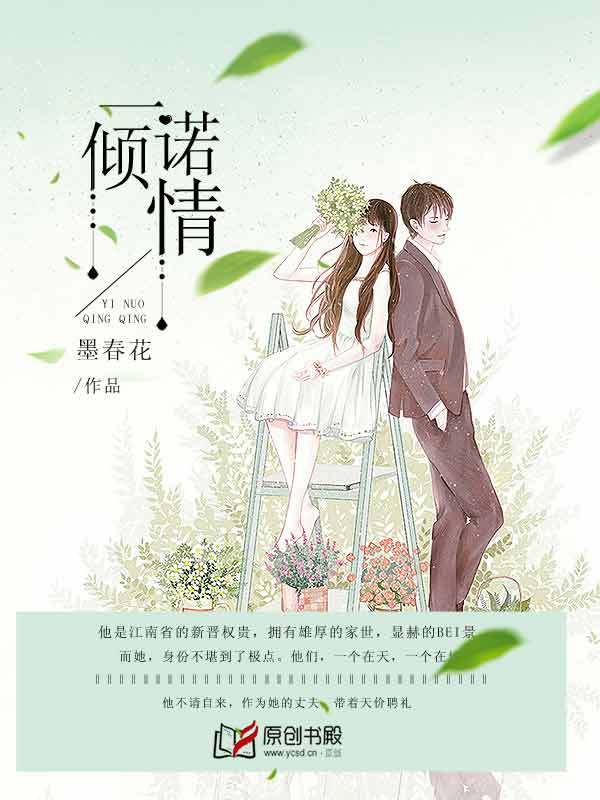 一诺
倾情
YI NUO
QING QING
墨春花
/作品
他是江南省的新晋权贵，拥有雄厚的家世，显赫的BEI景
而她，身份不堪到了极点。他们，一个在天，一个在
他不请自来，作为她的丈夫，带着天价聘礼
原创书殿
www.ycsd.cn·原创